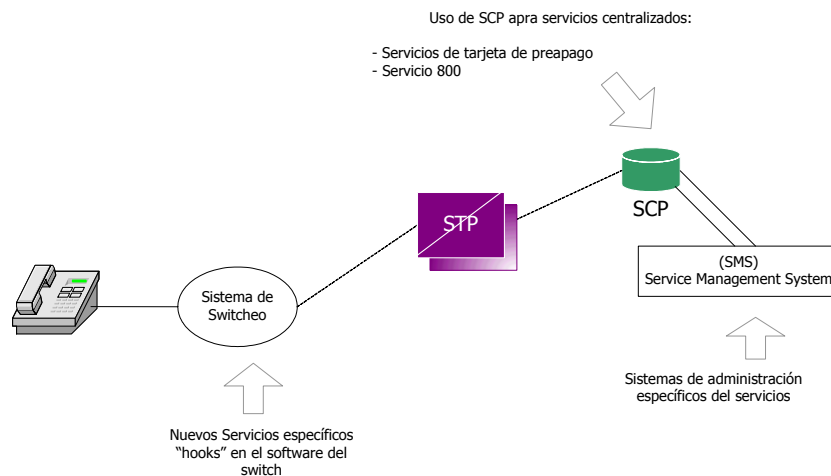 Uso de SCP apra servicios centralizados:
- Servicios de tarjeta de preapago
- Servicio 800
STP
SCP
(SMS)
Service Management System
Sistema de
Switcheo
Sistemas de administración
específicos del servicios
Nuevos Servicios específicos
“hooks” en el software del
switch